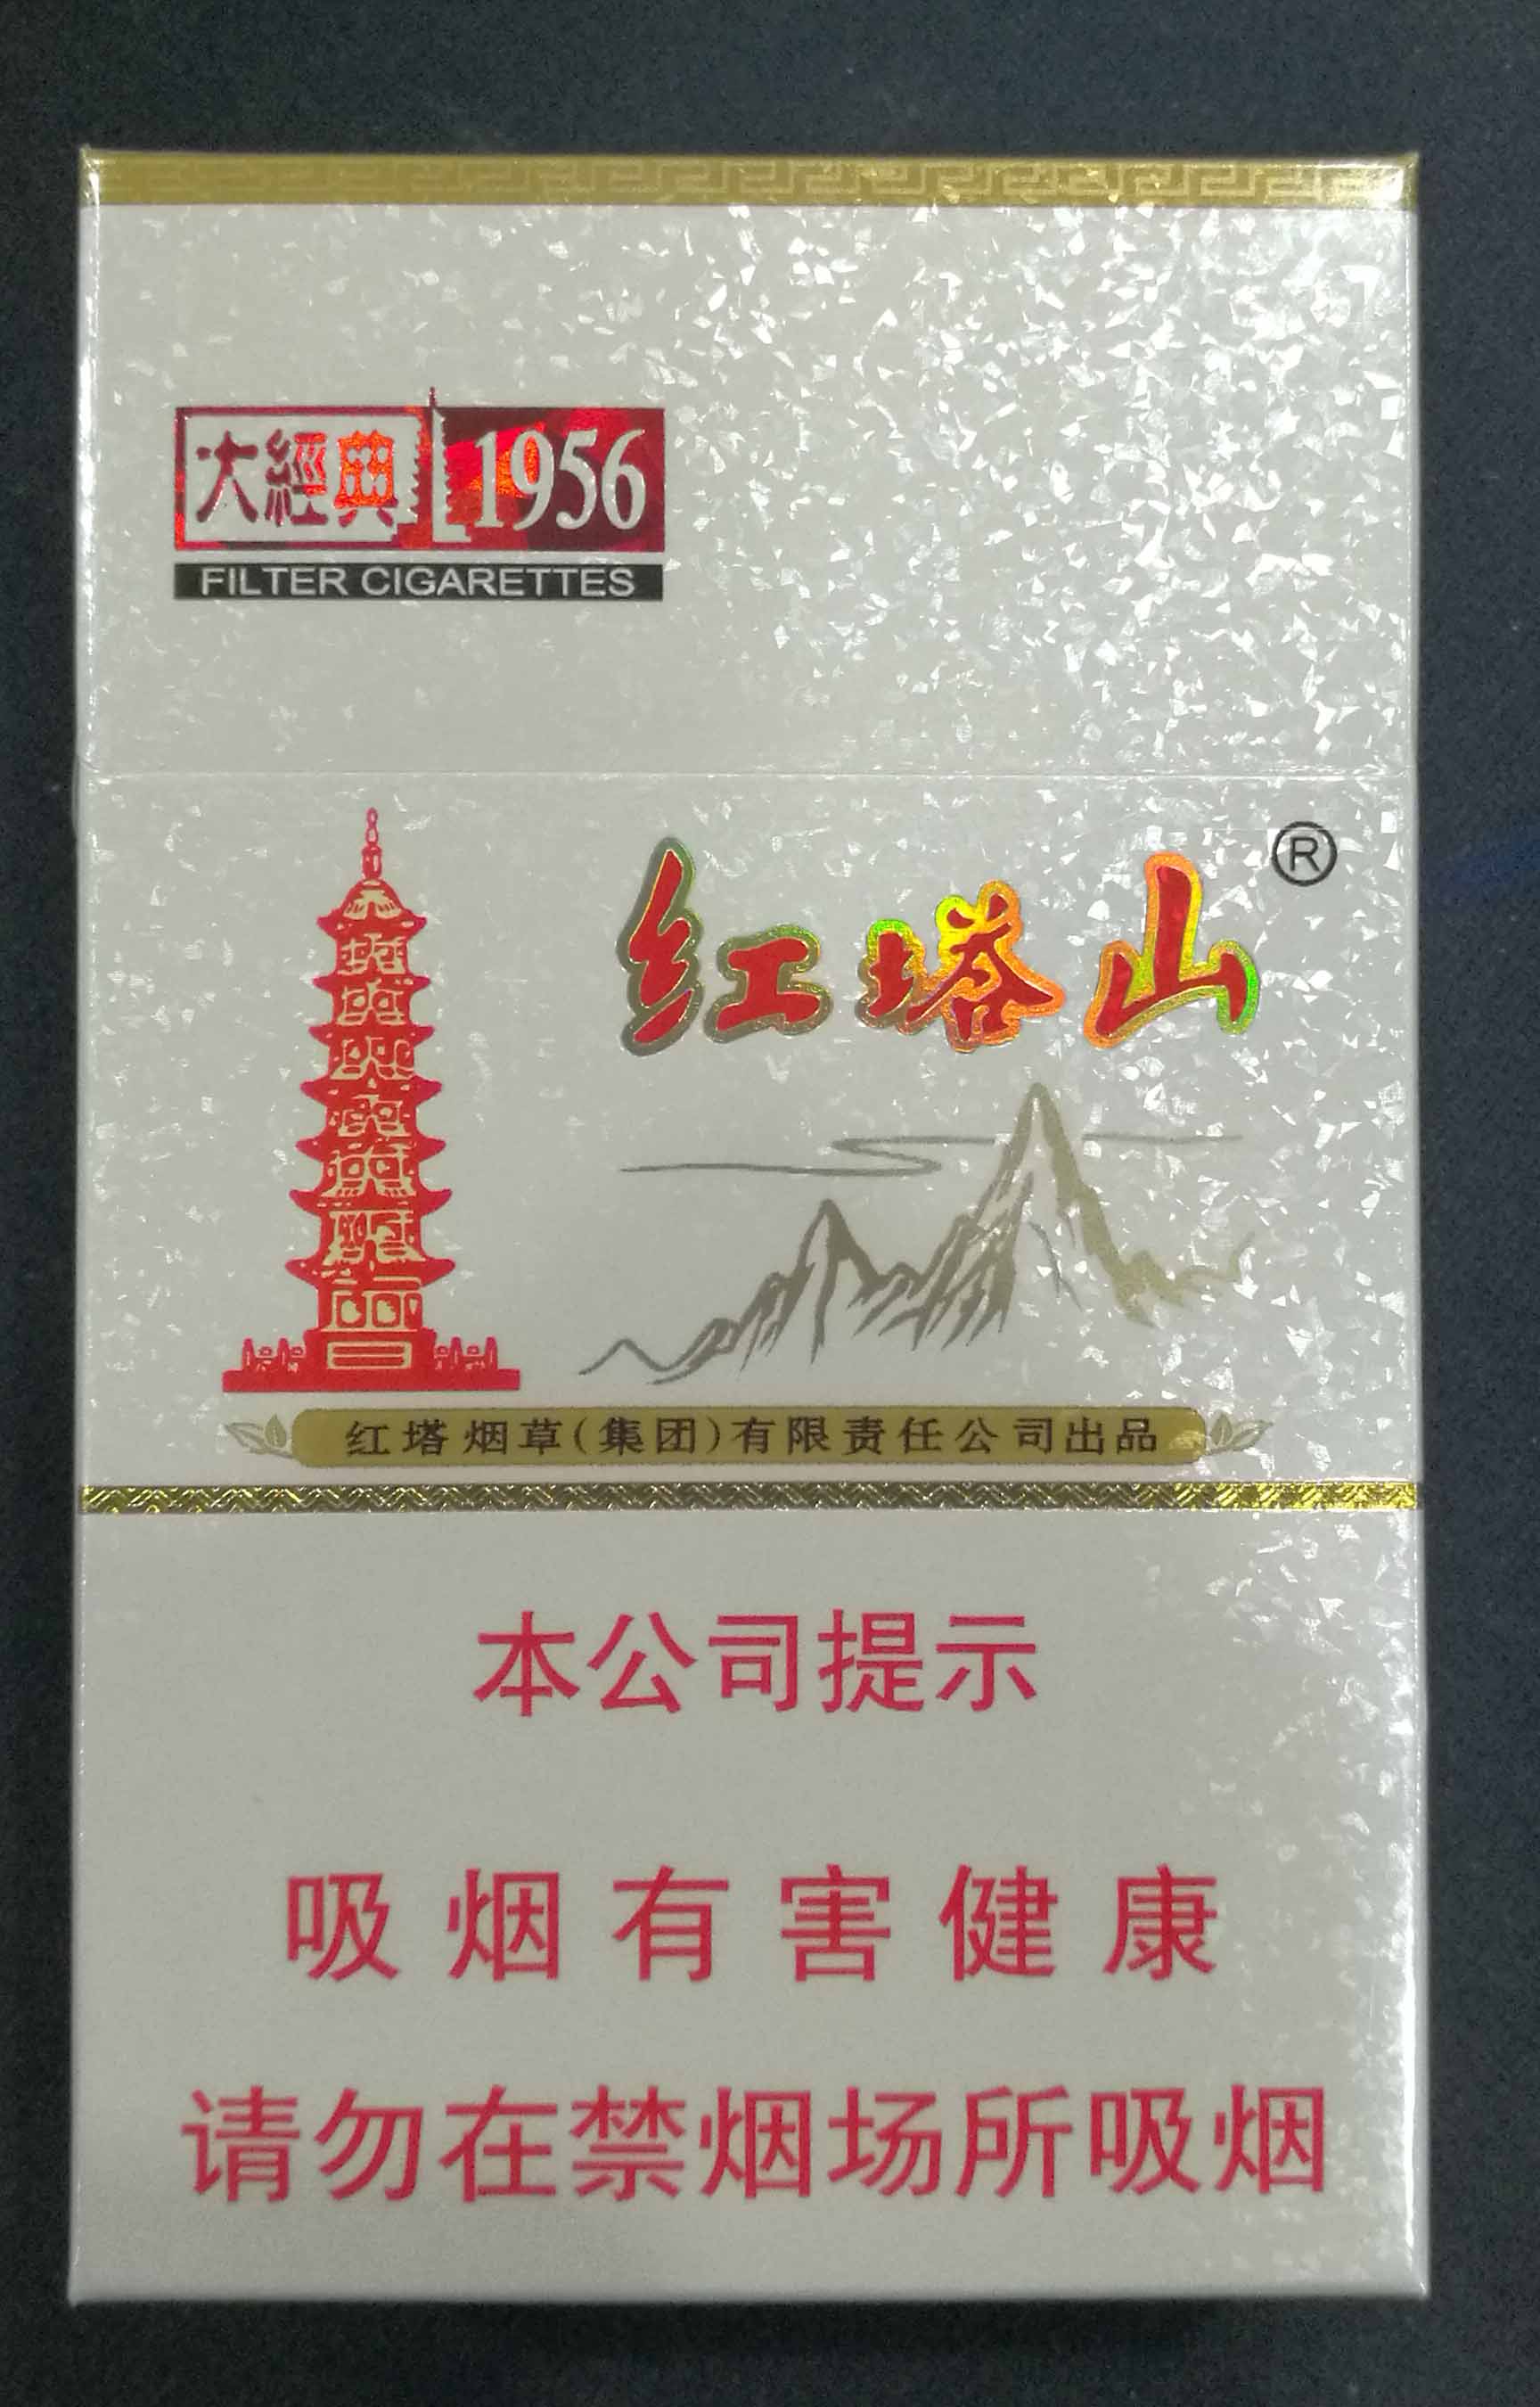 大經典 1956
FILTER CIGARETTES
红塔山®
红塔烟草(集团)有限责任公司出品
本公司提示
吸烟有害健康
请勿在禁烟场所吸烟